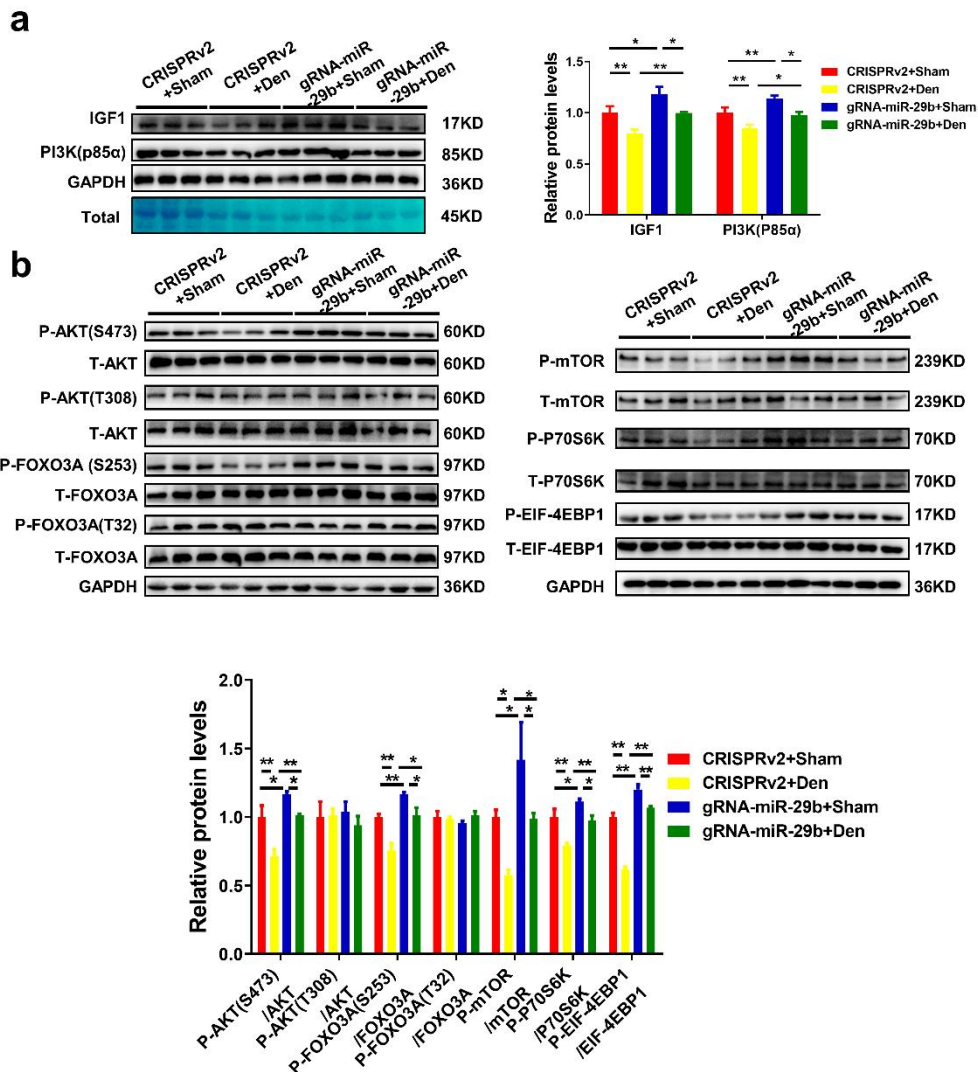 a
CRISPRv2
+Sham
CRISPRv2
+Den
gRNA-miR
-29b+Sham
gRNA-miR
-29b+Den
IGF1
17KD
PI3K(p85α)
85KD
GAPDH
36KD
Total
45KD
Relative protein levels
1.5
1.0
0.5
0.0
* * ** **
** * ** *
IGF1
PI3K(P85α)
CRISPRv2+Sham
CRISPRv2+Den
gRNA-miR-29b+Sham
gRNA-miR-29b+Den
b
CRISPRv2
+Sham
CRISPRv2
+Den
gRNA-miR
-29b+Sham
gRNA-miR
-29b+Den
P-AKT(S473)
60KD
T-AKT
60KD
P-AKT(T308)
60KD
T-AKT
60KD
P-FOXO3A (S253)
97KD
T-FOXO3A
97KD
P-FOXO3A(T32)
97KD
T-FOXO3A
97KD
GAPDH
36KD
CRISPRv2
+Sham
CRISPRv2
+Den
gRNA-miR
-29b+Sham
gRNA-miR
-29b+Den
P-mTOR
239KD
T-mTOR
239KD
P-P70S6K
70KD
T-P70S6K
70KD
P-EIF-4EBP1
17KD
T-EIF-4EBP1
17KD
GAPDH
36KD
Relative protein levels
2.0
1.5
1.0
0.5
0.0
** **
* *
** *
** *
* *
* *
** **
* *
** **
** **
P-AKT(S473)
/AKT
P-AKT(T308)
/AKT
P-FOXO3A(S253)
/FOXO3A
P-FOXO3A(T32)
/FOXO3A
P-mTOR
/mTOR
P-P70S6K
/P70S6K
P-EIF-4EBP1
/EIF-4EBP1
CRISPRv2+Sham
CRISPRv2+Den
gRNA-miR-29b+Sham
gRNA-miR-29b+Den